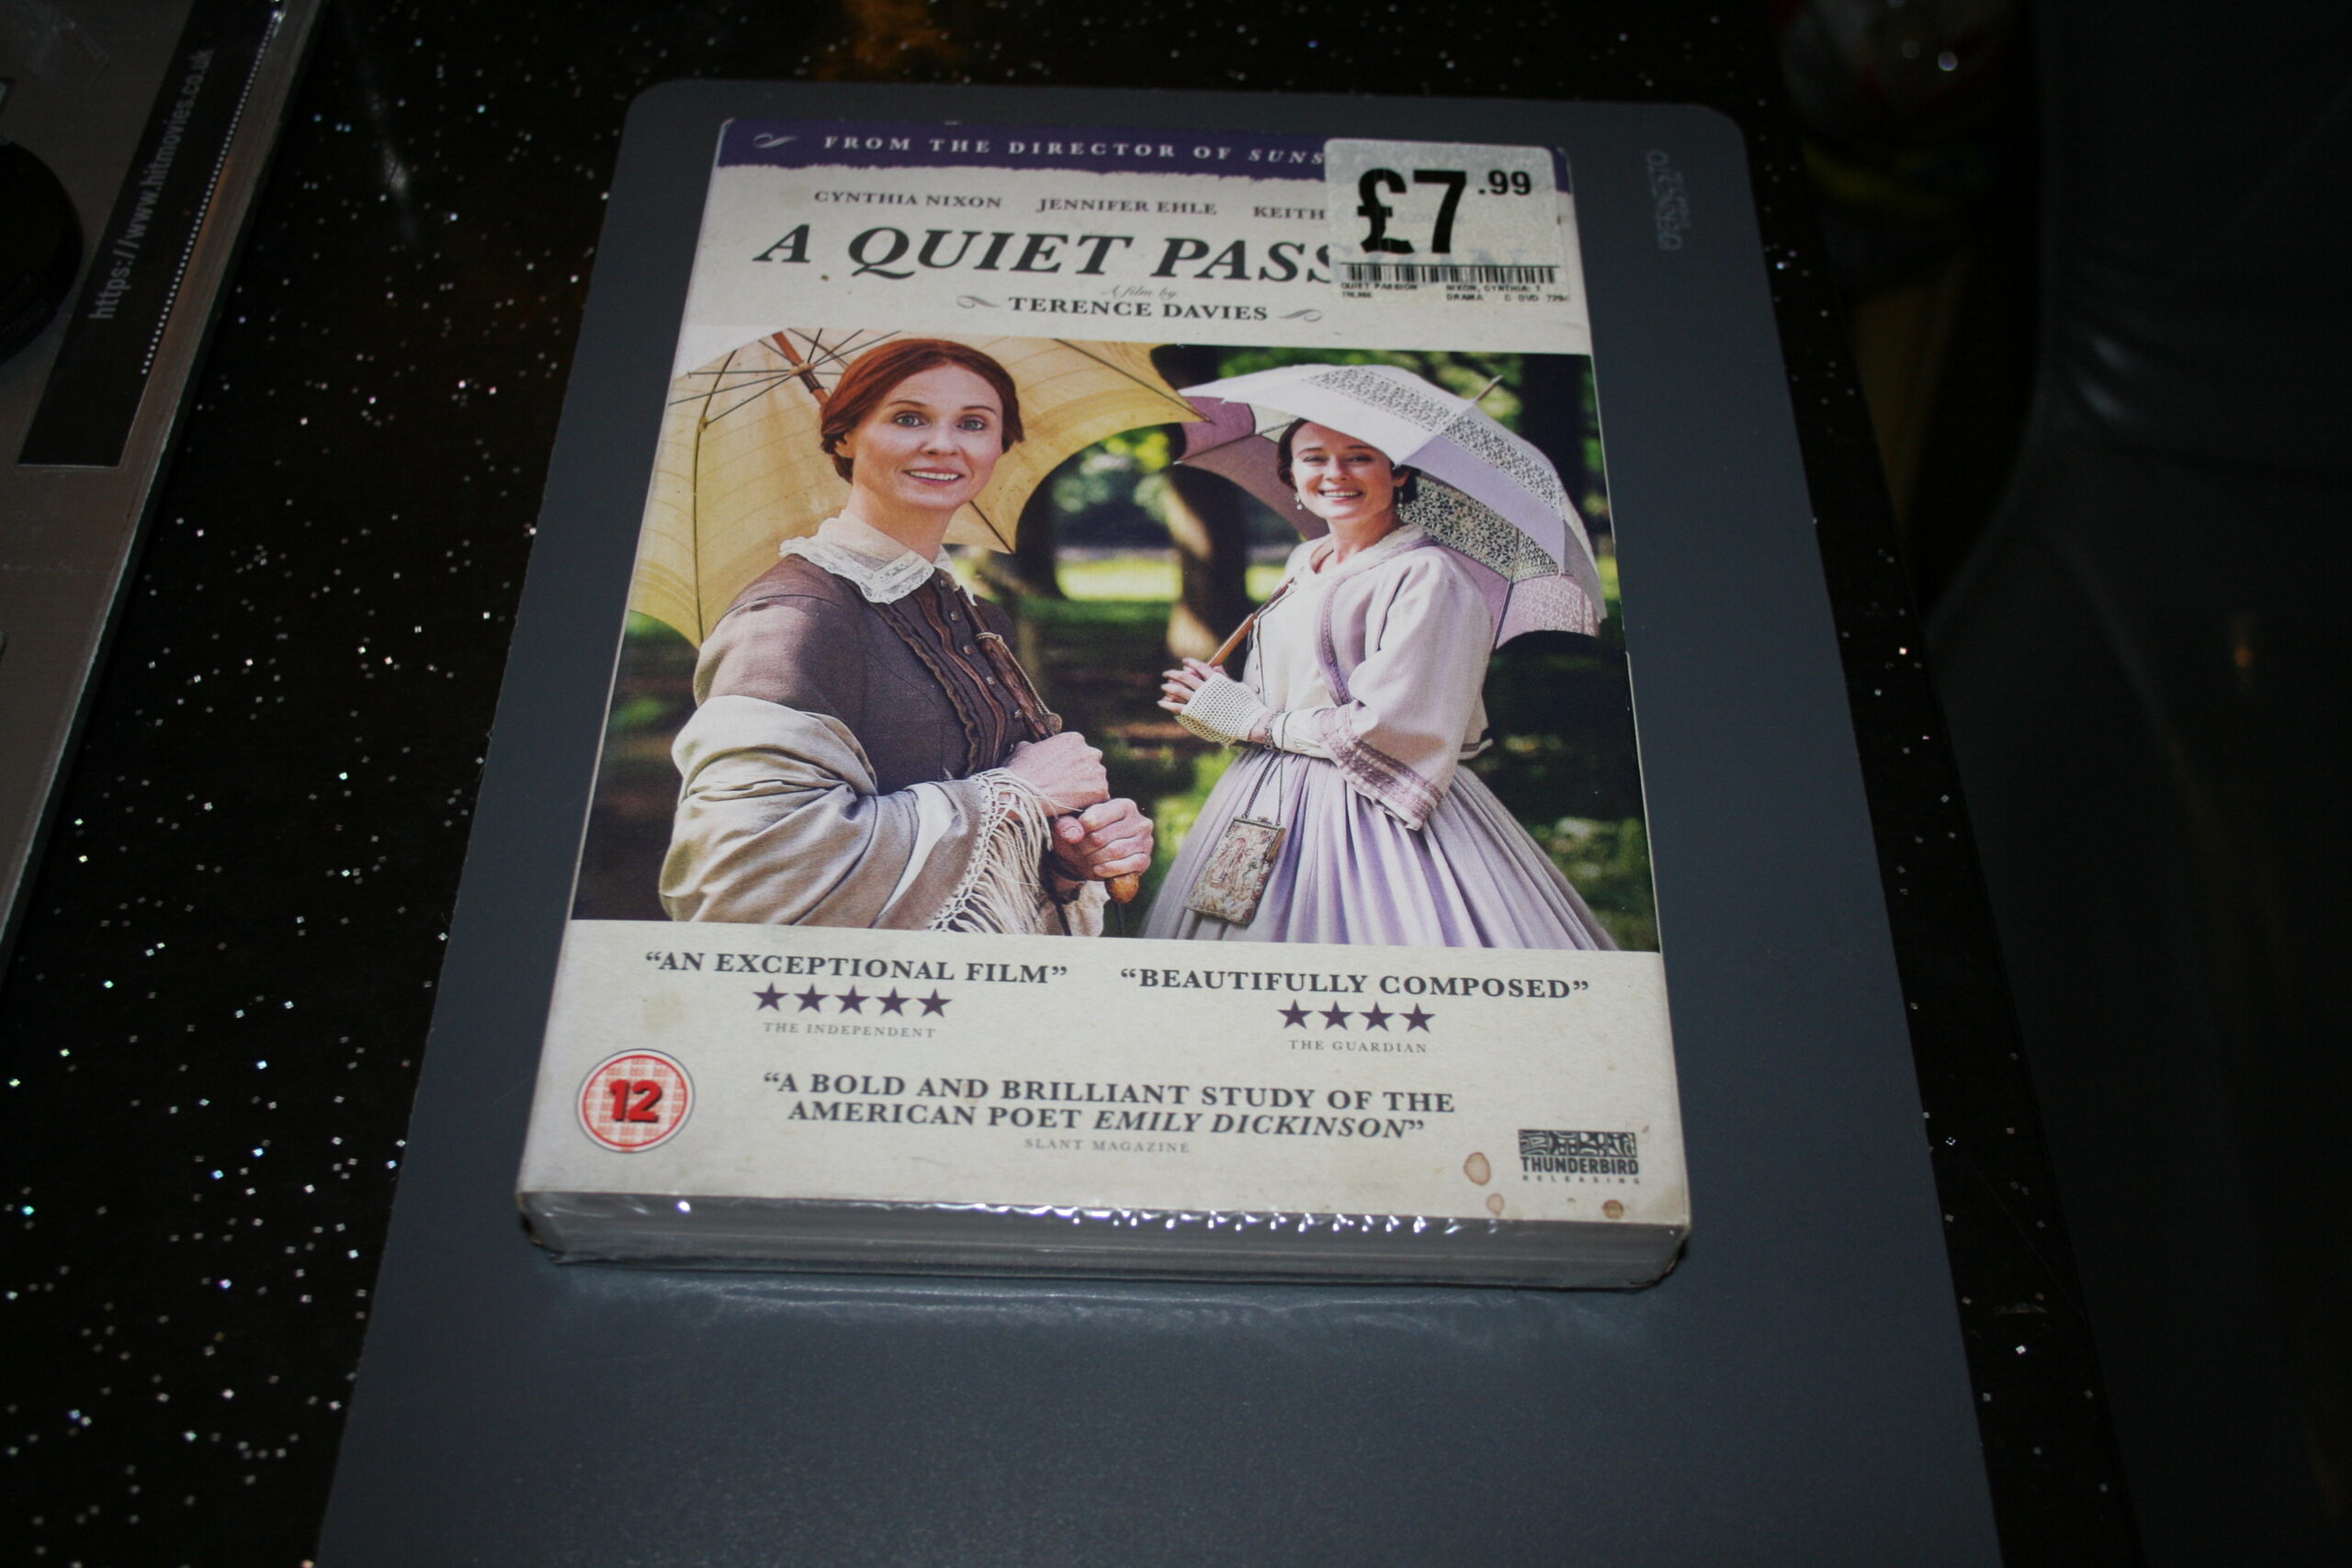 https://www.hitmovies.co.uk
FROM THE DIRECTOR OF SUNS
£7.99
CYNTHIA NIXON JENNIFER EHLE KEITH
A QUIET PASS
QUIET PASSION NIXON, CYNTHIA: T
DRAMA C DVD
A film by
TERENCE DAVIES
"AN EXCEPTIONAL FILM" "BEAUTIFULLY COMPOSED"
★★★★★ ★★★★
THE INDEPENDENT THE GUARDIAN
12
"A BOLD AND BRILLIANT STUDY OF THE
AMERICAN POET EMILY DICKINSON"
SLANT MAGAZINE
THUNDERBIRD
RELEASING